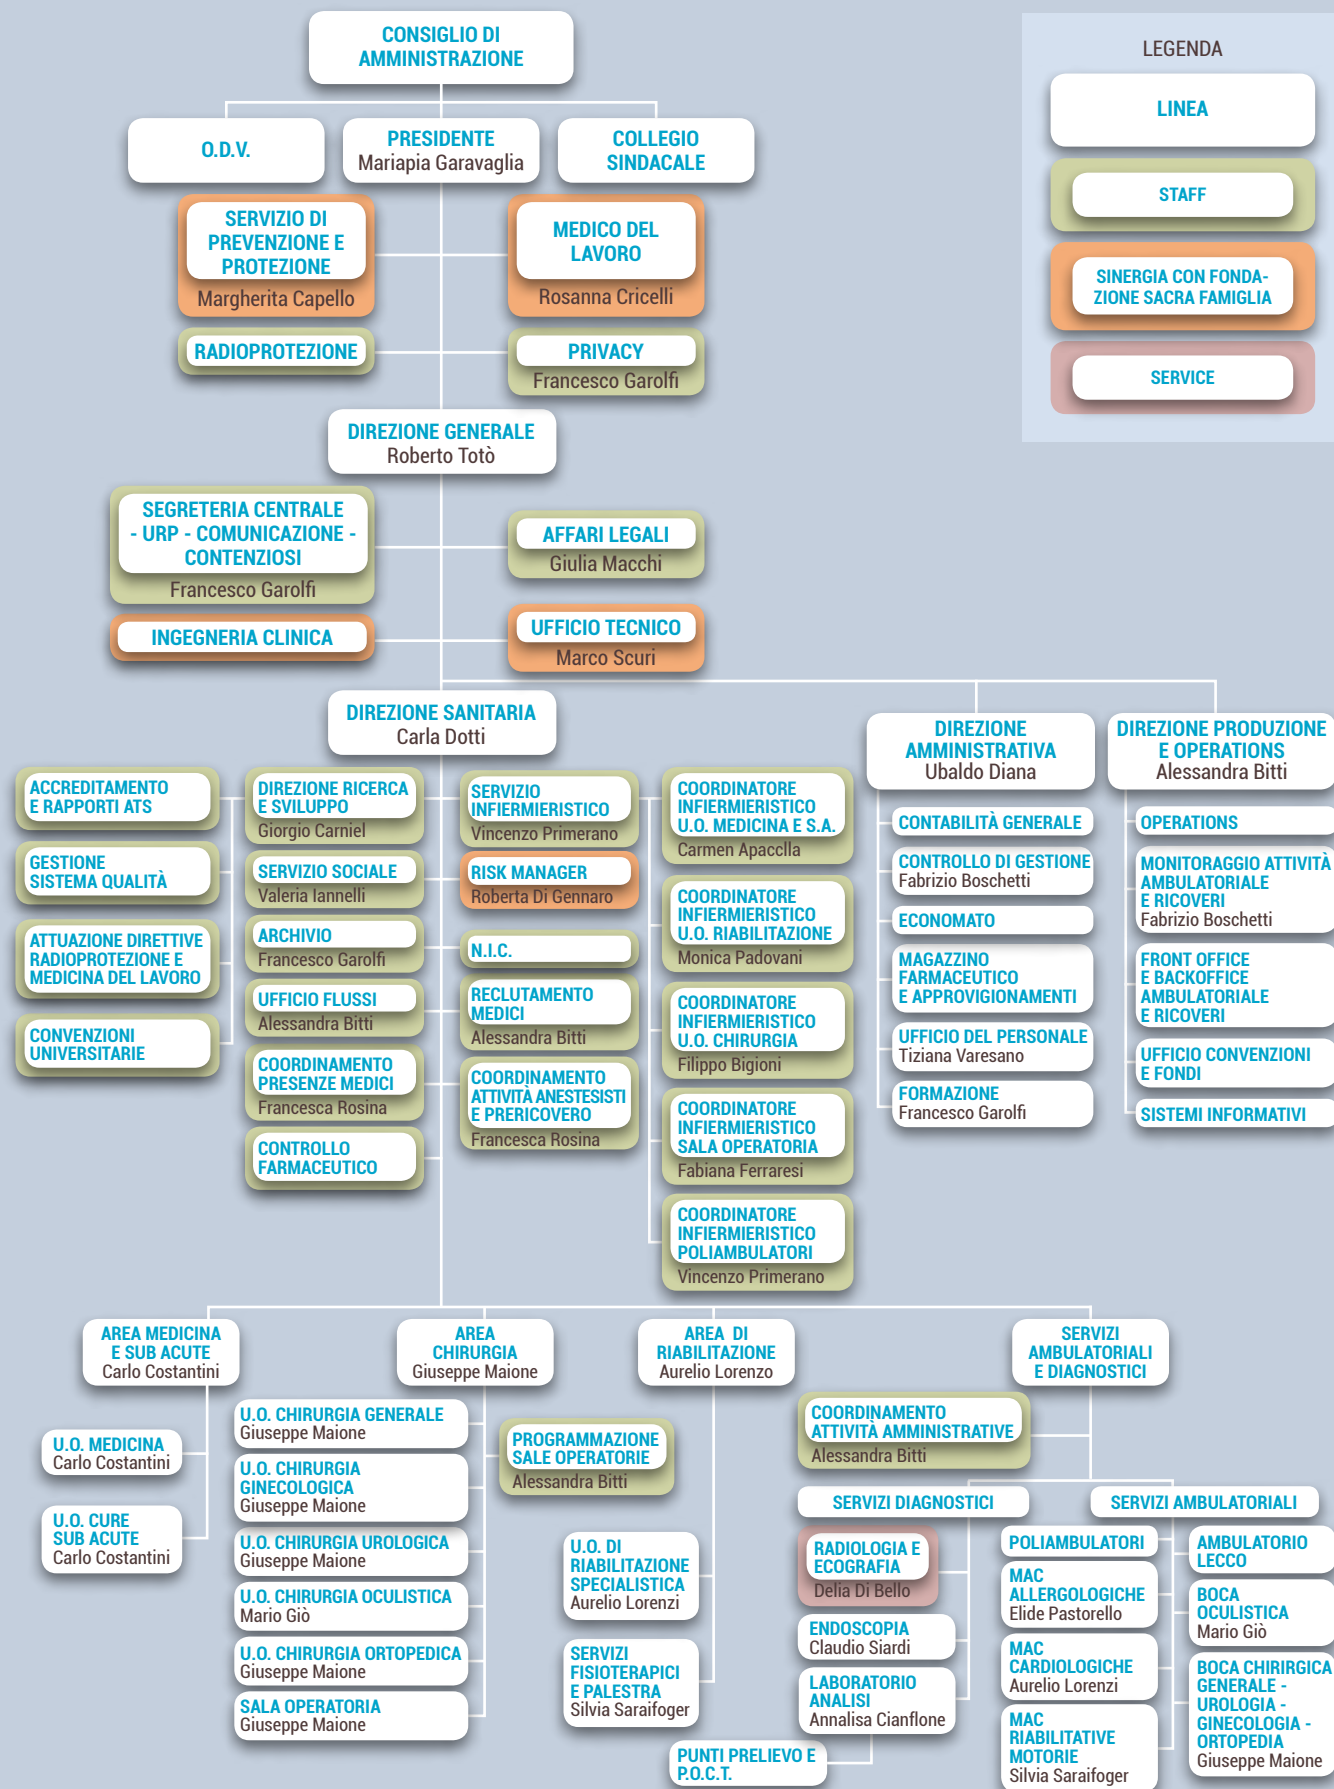 CONSIGLIO DI
AMMINISTRAZIONE
O.D.V.
PRESIDENTE
Mariapia Garavaglia
COLLEGIO
SINDACALE
SERVIZIO DI
PREVENZIONE E
PROTEZIONE
Margherita Capello
MEDICO DEL
LAVORO
Rosanna Cricelli
RADIOPROTEZIONE
PRIVACY
Francesco Garolfi
DIREZIONE GENERALE
Roberto Totò
SEGRETERIA CENTRALE
- URP - COMUNICAZIONE -
CONTENZIOSI
Francesco Garolfi
AFFARI LEGALI
Giulia Macchi
INGEGNERIA CLINICA
UFFICIO TECNICO
Marco Scuri
LEGENDA
LINEA
STAFF
SINERGIA CON FONDA-
ZIONE SACRA FAMIGLIA
SERVICE
DIREZIONE SANITARIA
Carla Dotti
DIREZIONE
AMMINISTRATIVA
Ubaldo Diana
DIREZIONE PRODUZIONE
E OPERATIONS
Alessandra Bitti
ACCREDITAMENTO
E RAPPORTI ATS
GESTIONE
SISTEMA QUALITÀ
ATTUAZIONE DIRETTIVE
RADIOPROTEZIONE E
MEDICINA DEL LAVORO
CONVENZIONI
UNIVERSITARIE
DIREZIONE RICERCA
E SVILUPPO
Giorgio Carniel
SERVIZIO SOCIALE
Valeria Iannelli
ARCHIVIO
Francesco Garolfi
UFFICIO FLUSSI
Alessandra Bitti
COORDINAMENTO
PRESENZE MEDICI
Francesca Rosina
CONTROLLO
FARMACEUTICO
SERVIZIO
INFIERMIERISTICO
Vincenzo Primerano
RISK MANAGER
Roberta Di Gennaro
N.I.C.
RECLUTAMENTO
MEDICI
Alessandra Bitti
COORDINAMENTO
ATTIVITÀ ANESTESISTI
E PRERICOVERO
Francesca Rosina
COORDINATORE
INFIERMIERISTICO
U.O. MEDICINA E S.A.
Carmen Apacclla
COORDINATORE
INFIERMIERISTICO
U.O. RIABILITAZIONE
Monica Padovani
COORDINATORE
INFIERMIERISTICO
U.O. CHIRURGIA
Filippo Bigioni
COORDINATORE
INFIERMIERISTICO
SALA OPERATORIA
Fabiana Ferraresi
COORDINATORE
INFIERMIERISTICO
POLIAMBULATORI
Vincenzo Primerano
CONTABILITÀ GENERALE
CONTROLLO DI GESTIONE
Fabrizio Boschetti
ECONOMATO
MAGAZZINO
FARMACEUTICO
E APPROVIGIONAMENTI
UFFICIO DEL PERSONALE
Tiziana Varesano
FORMAZIONE
Francesco Garolfi
OPERATIONS
MONITORAGGIO ATTIVITÀ
AMBULATORIALE
E RICOVERI
Fabrizio Boschetti
FRONT OFFICE
E BACKOFFICE
AMBULATORIALE
E RICOVERI
UFFICIO CONVENZIONI
E FONDI
SISTEMI INFORMATIVI
AREA MEDICINA
E SUB ACUTE
Carlo Costantini
U.O. MEDICINA
Carlo Costantini
U.O. CURE
SUB ACUTE
Carlo Costantini
AREA
CHIRURGIA
Giuseppe Maione
U.O. CHIRURGIA GENERALE
Giuseppe Maione
U.O. CHIRURGIA
GINECOLOGICA
Giuseppe Maione
U.O. CHIRURGIA UROLOGICA
Giuseppe Maione
U.O. CHIRURGIA OCULISTICA
Mario Giò
U.O. CHIRURGIA ORTOPEDICA
Giuseppe Maione
SALA OPERATORIA
Giuseppe Maione
PROGRAMMAZIONE
SALE OPERATORIE
Alessandra Bitti
AREA DI
RIABILITAZIONE
Aurelio Lorenzo
U.O. DI
RIABILITAZIONE
SPECIALISTICA
Aurelio Lorenzi
SERVIZI
FISIOTERAPICI
E PALESTRA
Silvia Saraifoger
SERVIZI
AMBULATORIALI
E DIAGNOSTICI
COORDINAMENTO
ATTIVITÀ AMMINISTRATIVE
Alessandra Bitti
SERVIZI DIAGNOSTICI
RADIOLOGIA E
ECOGRAFIA
Delia Di Bello
ENDOSCOPIA
Claudio Siardi
LABORATORIO
ANALISI
Annalisa Cianflone
PUNTI PRELIEVO E
P.O.C.T.
SERVIZI AMBULATORIALI
POLIAMBULATORI
MAC
ALLERGOLOGICHE
Elide Pastorello
MAC
CARDIOLOGICHE
Aurelio Lorenzi
MAC
RIABILITATIVE
MOTORIE
Silvia Saraifoger
AMBULATORIO
LECCO
BOCA
OCULISTICA
Mario Giò
BOCA CHIRIRGICA
GENERALE -
UROLOGIA -
GINECOLOGIA -
ORTOPEDIA
Giuseppe Maione